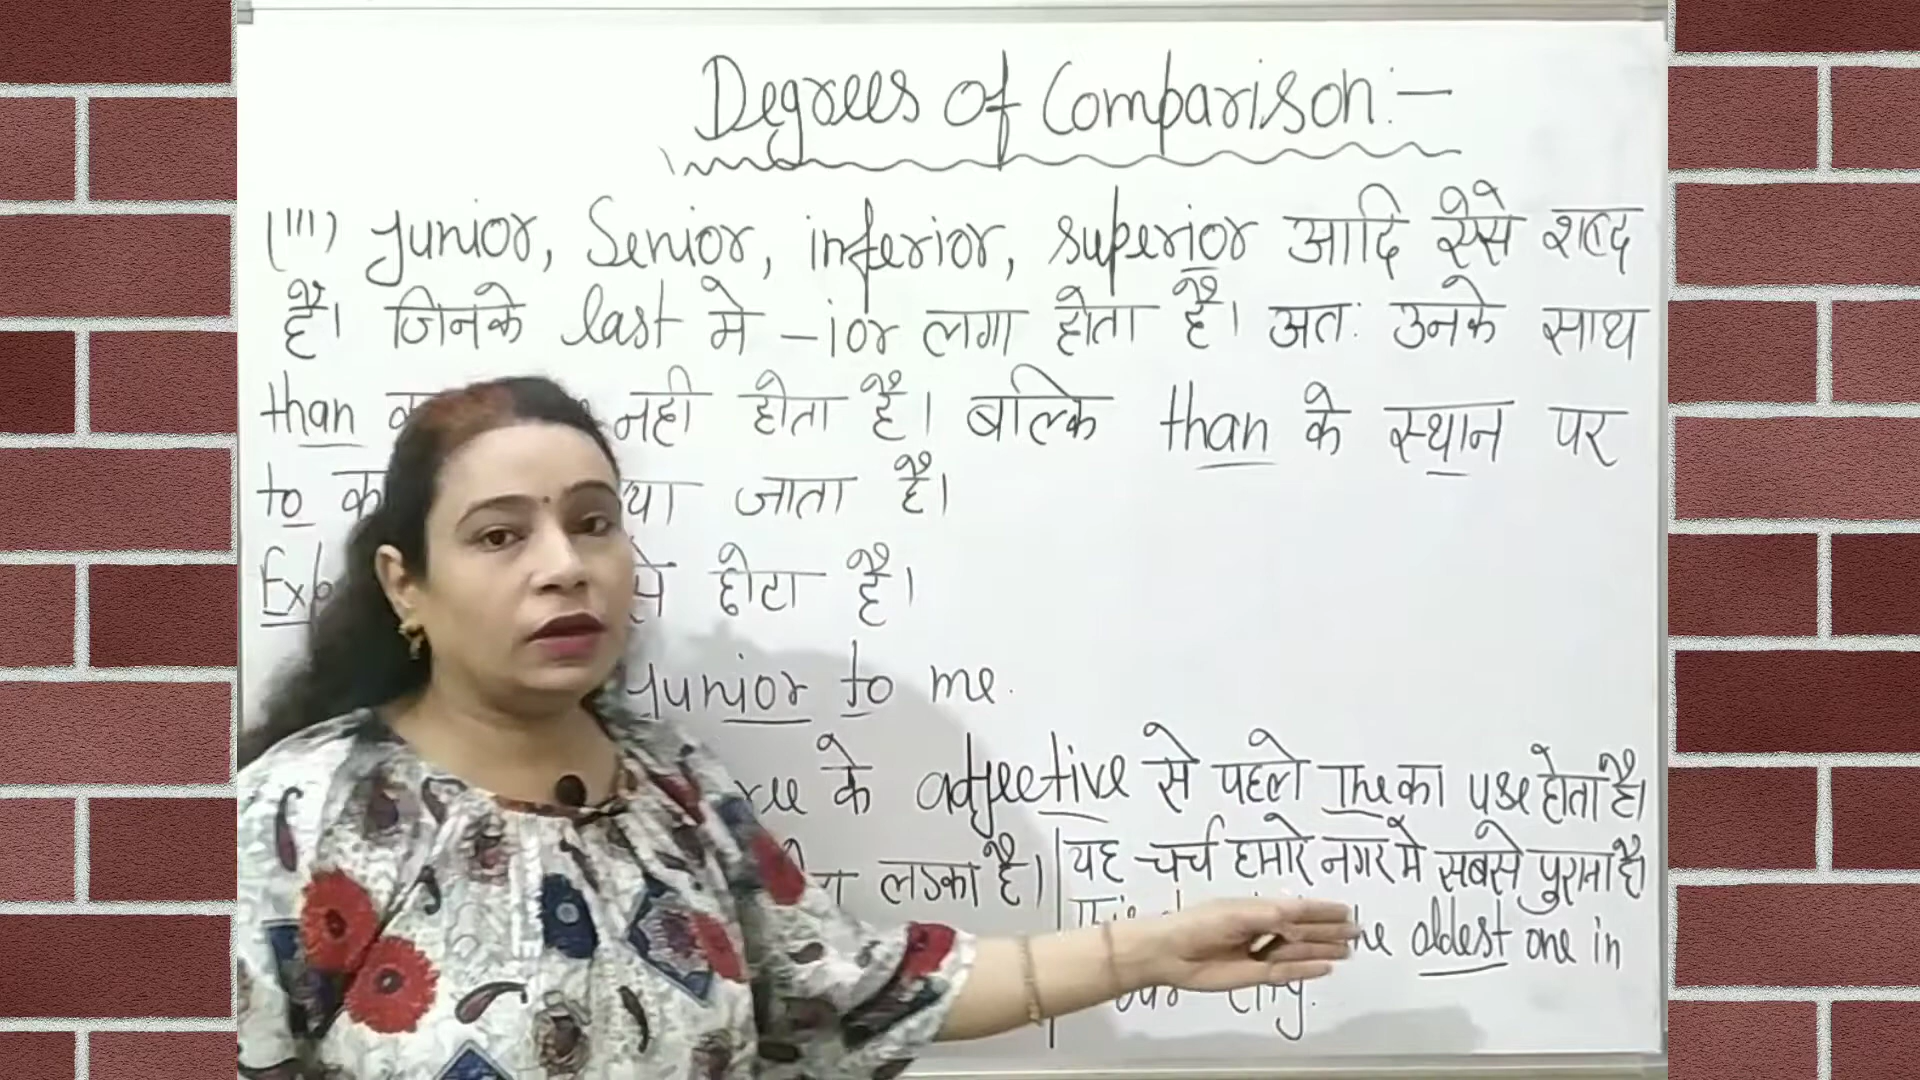 Degrees of Comparison:-
(III) Junior, Senior, inferior, superior आदि ऐसे शब्द
है। जिनके last मे -ior लगा होता है। अतः उनके साथ
than नही होता है। बल्कि than के स्थान पर
to जाता है।
Exp से छोटा है।
Junior to me.
के adjective से पहले The का use होता है।
लडका है।
यह चर्च हमारे नगर मे सबसे पुराना है
the oldest one in
our city.